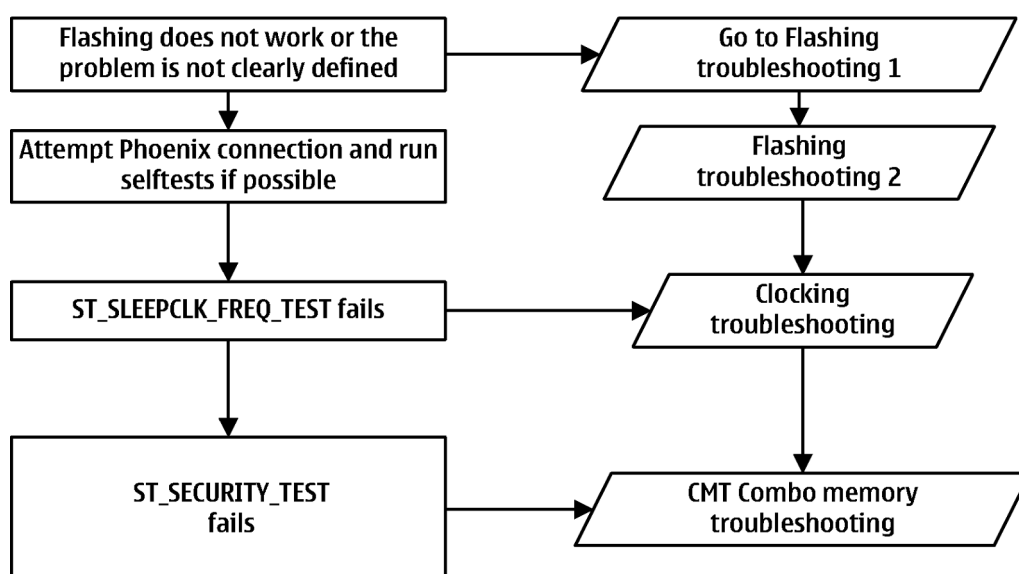 Flashing does not work or the
problem is not clearly defined
Go to Flashing
troubleshooting 1
Attempt Phoenix connection and run
selftests if possible
Flashing
troubleshooting 2
ST_SLEEPCLK_FREQ_TEST fails
Clocking
troubleshooting
ST_SECURITY_TEST
fails
CMT Combo memory
troubleshooting